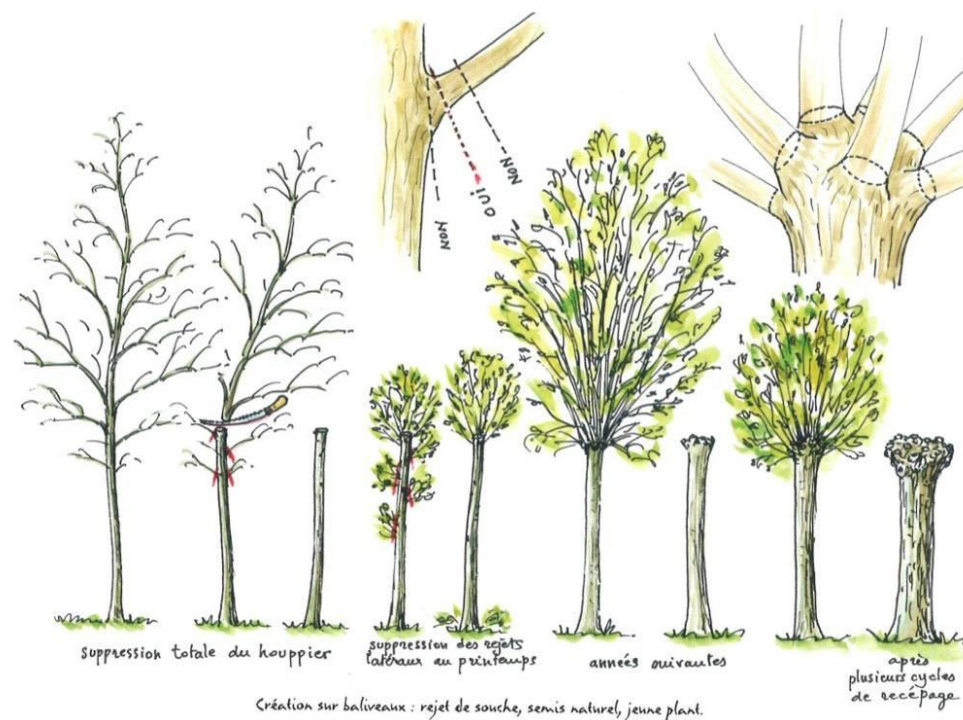 NON
OUI
NON
suppression totale du houppier
suppression des rejets
latéraux au printemps
années suivantes
après
plusieurs cycles
de recépage
Création sur baliveaux : rejet de souche, semis naturel, jeune plant.